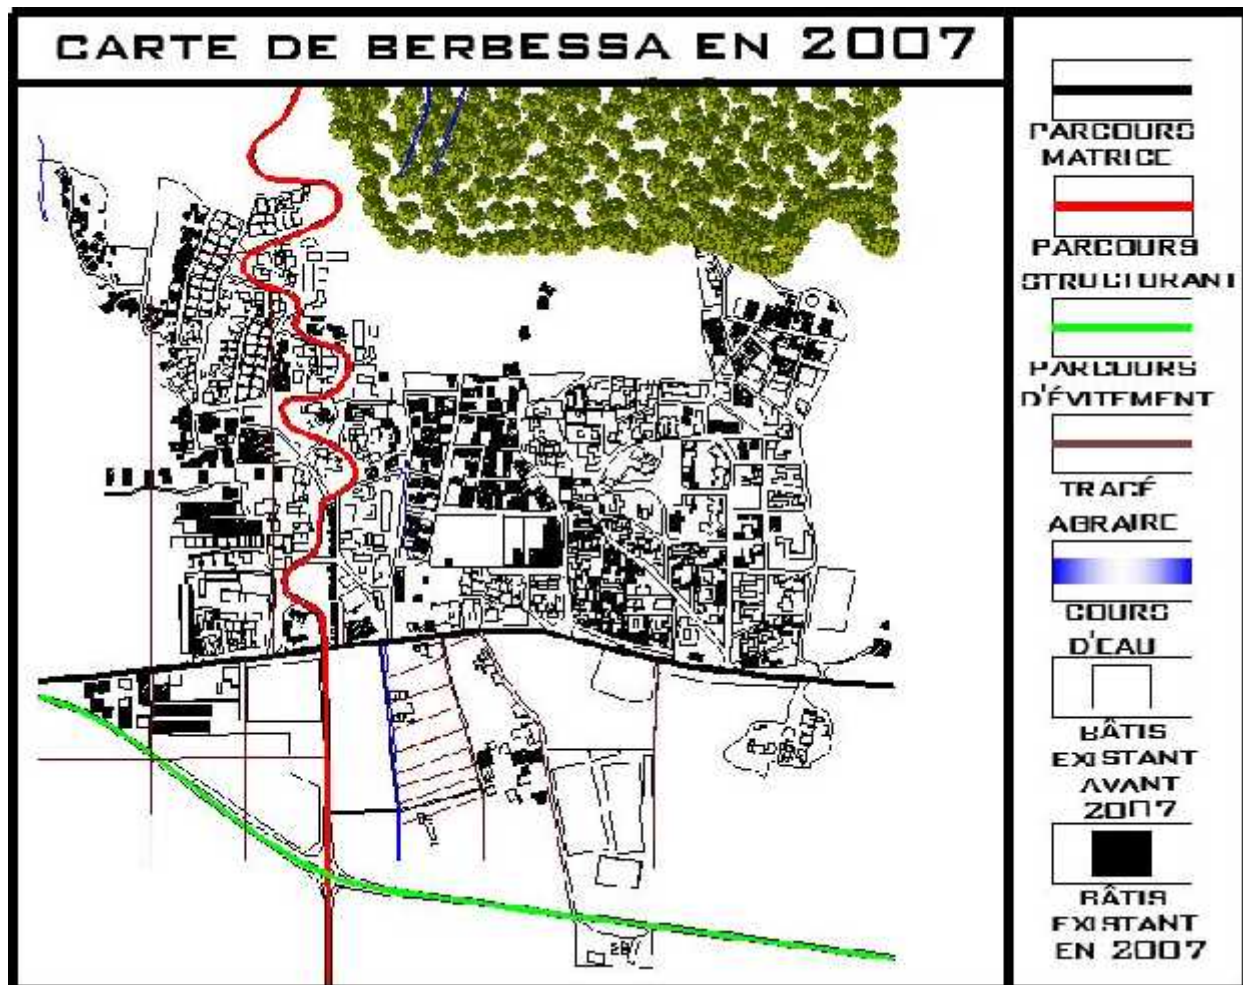 CARTE DE BERBESSA EN 2007
PARCOURS
MATRICE
PARCOURS
STRUCTURANT
PARCOURS
D'ÉVITEMENT
TRACÉ
AGRAIRE
COURS
D'EAU
BÂTIS
EXISTANT
AVANT
2007
BÂTIS
EXISTANT
EN 2007